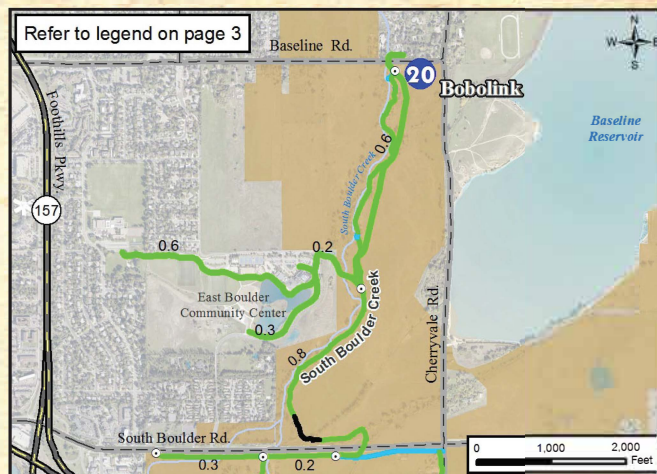 Refer to legend on page 3
Baseline Rd.
N
W
E
S
20
Bobolink
Foothills Pkwy.
Baseline
Reservoir
0.6
South Boulder Creek
157
0.6
0.2
East Boulder
Community Center
0.3
0.8
South Boulder Creek
Cherryvale Rd.
South Boulder Rd.
0.3
0.2
0
1,000
2,000
Feet